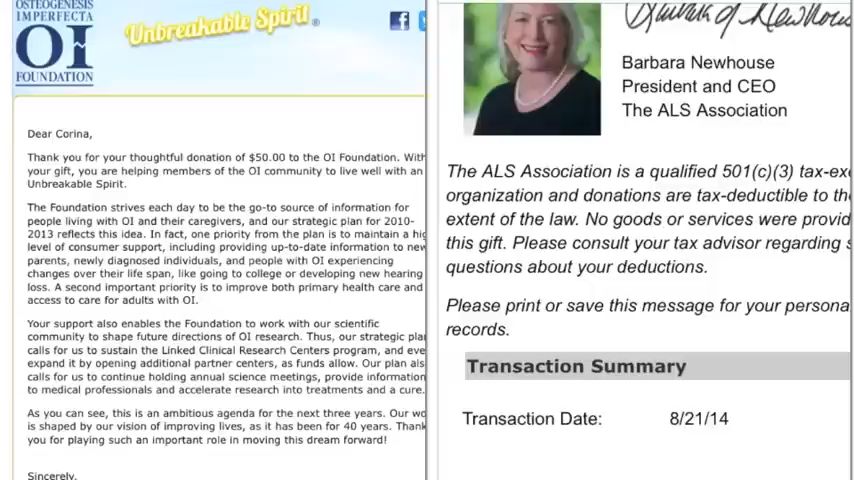 OSTEOGENESIS
IMPERFECTA
OI
FOUNDATION
Unbreakable Spirit®
Dear Corina,
Thank you for your thoughtful donation of $50.00 to the OI Foundation. With
your gift, you are helping members of the OI community to live well with an
Unbreakable Spirit.
The Foundation strives each day to be the go-to source of information for
people living with OI and their caregivers, and our strategic plan for 2010-
2013 reflects this idea. In fact, one priority from the plan is to maintain a hig
level of consumer support, including providing up-to-date information to new
parents, newly diagnosed individuals, and people with OI experiencing
changes over their life span, like going to college or developing new hearing
loss. A second important priority is to improve both primary health care and
access to care for adults with OI.
Your support also enables the Foundation to work with our scientific
community to shape future directions of OI research. Thus, our strategic plan
calls for us to sustain the Linked Clinical Research Centers program, and eve
expand it by opening additional partner centers, as funds allow. Our plan als
calls for us to continue holding annual science meetings, provide information
to medical professionals and accelerate research into treatments and a cure.
As you can see, this is an ambitious agenda for the next three years. Our wo
is shaped by our vision of improving lives, as it has been for 40 years. Thank
you for playing such an important role in moving this dream forward!
Sincerely,
Barbara J Newhouse
Barbara Newhouse
President and CEO
The ALS Association
The ALS Association is a qualified 501(c)(3) tax-exe
organization and donations are tax-deductible to the
extent of the law. No goods or services were provid
this gift. Please consult your tax advisor regarding s
questions about your deductions.
Please print or save this message for your persona
records.
Transaction Summary
Transaction Date: 8/21/14